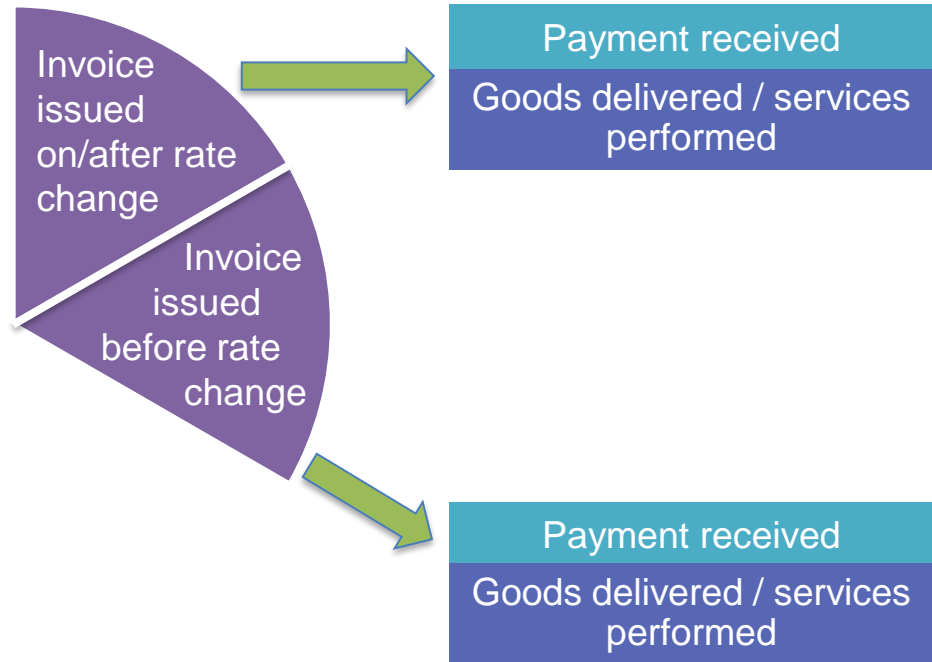 Invoice
issued
on/after rate
change
Payment received
Goods delivered / services
performed
Invoice
issued
before rate
change
Payment received
Goods delivered / services
performed